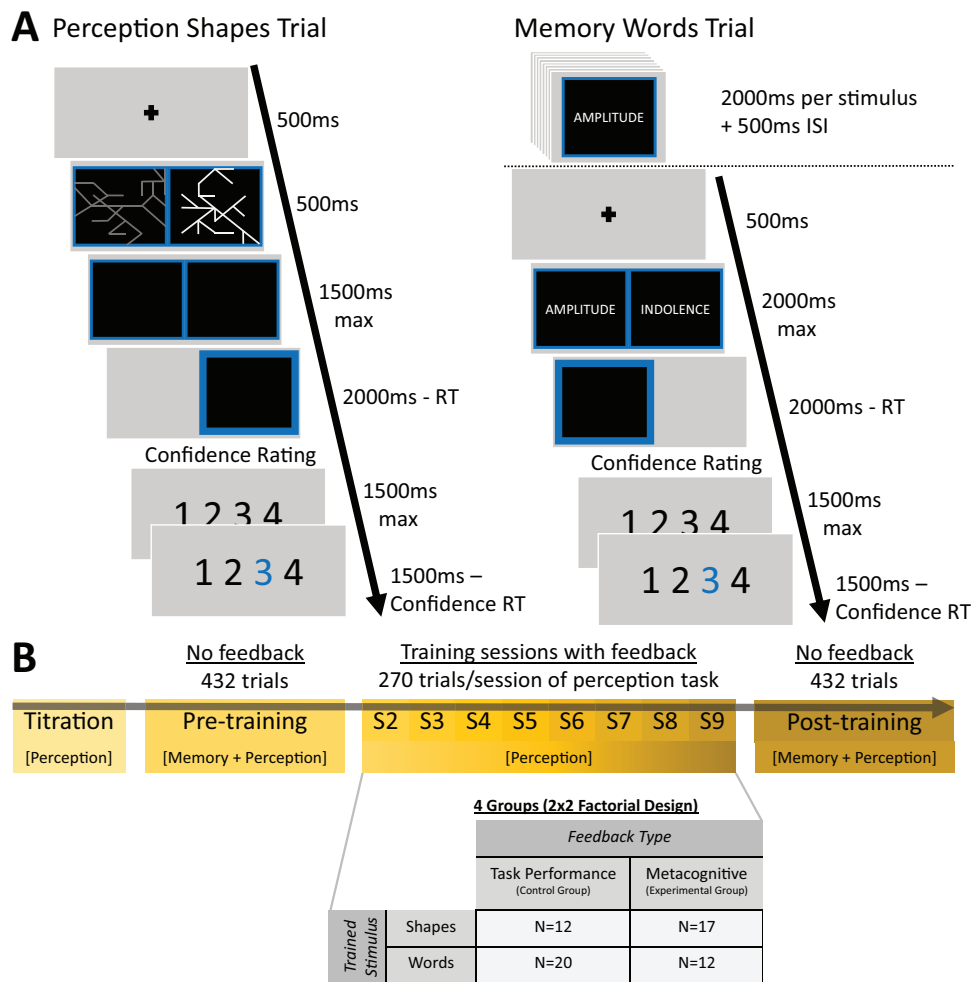 A Perception Shapes Trial
500ms
500ms
1500ms
max
2000ms - RT
Confidence Rating
1 2 3 4
1500ms
max
1 2 3 4
1500ms –
Confidence RT
Memory Words Trial
AMPLITUDE
2000ms per stimulus
+ 500ms ISI
500ms
AMPLITUDE INDOLENCE
2000ms
max
2000ms - RT
Confidence Rating
1 2 3 4
1500ms
max
1 2 3 4
1500ms –
Confidence RT
B
No feedback
432 trials
Training sessions with feedback
270 trials/session of perception task
No feedback
432 trials
Titration Pre-training S2 S3 S4 S5 S6 S7 S8 S9 Post-training
[Perception] [Memory + Perception] [Perception] [Memory + Perception]
4 Groups (2x2 Factorial Design)
Feedback Type
Task Performance Metacognitive
(Control Group) (Experimental Group)
Trained
Stimulus
Shapes N=12 N=17
Words N=20 N=12